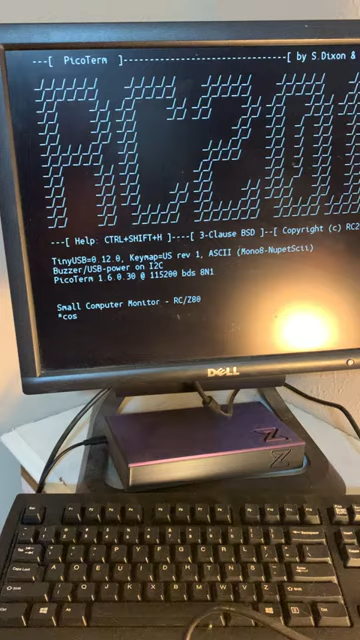 ---[ PicoTerm ]----------------------------[ by S.Dixon &
RC201
---[ Help: CTRL+SHIFT+H ]----[ 3-Clause BSD ]--[ Copyright (c) RC2
TinyUSB=0.12.0, Keymap=US rev 1, ASCII (Mono8-NupetScii)
Buzzer/USB-power on I2C
PicoTerm 1.6.0.30 @ 115200 bds 8N1
Small Computer Monitor - RC/Z80
*cos
DELL
Z
Z